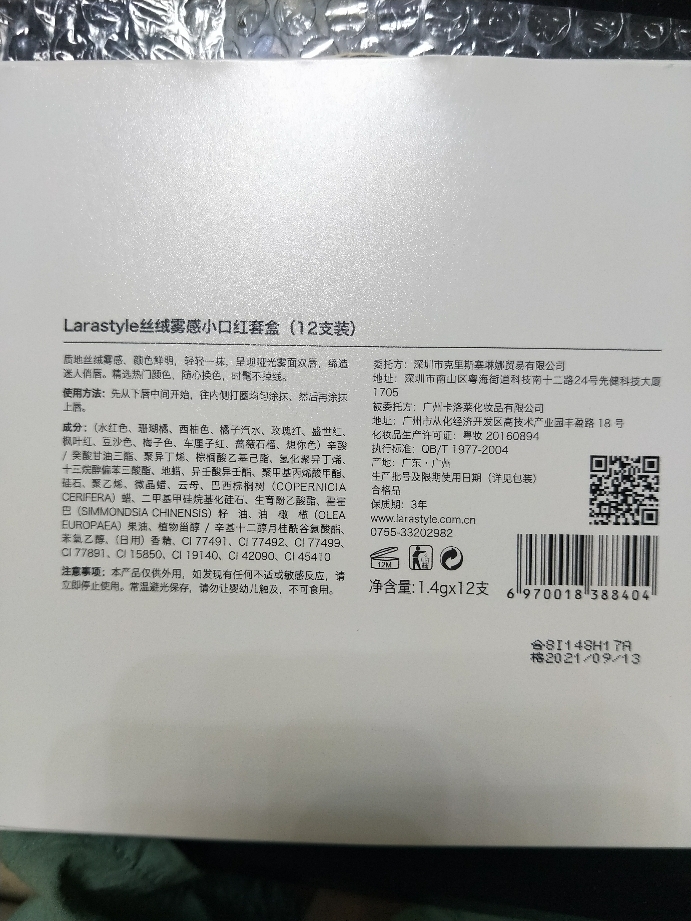 Larastyle丝绒雾感小口红套盒（12支装）
质地丝绒雾感、颜色鲜明，轻轻一抹，呈现哑光雾面双唇，缔造
迷人俏唇。精选热门颜色，随心换色，时髦不掉线。
使用方法：先从下唇中间开始，往内侧打圈均匀涂抹，然后再涂抹
上唇。
成分：（水红色、珊瑚橘、西柚色、橘子汽水、玫瑰红、盛世红、
枫叶红、豆沙色、梅子色、车厘子红、蔷薇石榴、想你色）辛酸
/ 癸酸甘油三酯、聚异丁烯、棕榈酸乙基己酯、氢化聚异丁烯、
十三烷醇偏苯三酸酯、地蜡、异壬酸异壬酯、聚甲基丙烯酸甲酯、
硅石、聚乙烯、微晶蜡、云母、巴西棕榈树（COPERNICIA
CERIFERA）蜡、二甲基甲硅烷基化硅石、生育酚乙酸酯、霍霍
巴（SIMMONDSIA CHINENSIS）籽 油、油 橄 榄（OLEA
EUROPAEA）果油、植物甾醇 / 辛基十二醇月桂酰谷氨酸酯、
苯氧乙醇、（日用）香精、CI 77491、CI 77492、CI 77499、
CI 77891、CI 15850、CI 19140、CI 42090、CI 45410
注意事项：本产品仅供外用，如发现有任何不适或敏感反应，请
立即停止使用。常温避光保存，请勿让婴幼儿触及，不可食用。
委托方：深圳市克里斯塞琳娜贸易有限公司
地址：深圳市南山区粤海街道科技南十二路24号先健科技大厦
1705
被委托方：广州卡洛莱化妆品有限公司
地址：广州市从化经济开发区高技术产业园丰盈路 18 号
化妆品生产许可证：粤妆 20160894
执行标准：QB/T 1977-2004
产地：广东·广州
生产批号及限期使用日期（详见包装）
合格品
保质期：3年
www.larastyle.com.cn
0755-33202982
12M
净含量:1.4gx12支
6 970018 388404
合8I14SH17A
格2021/09/13